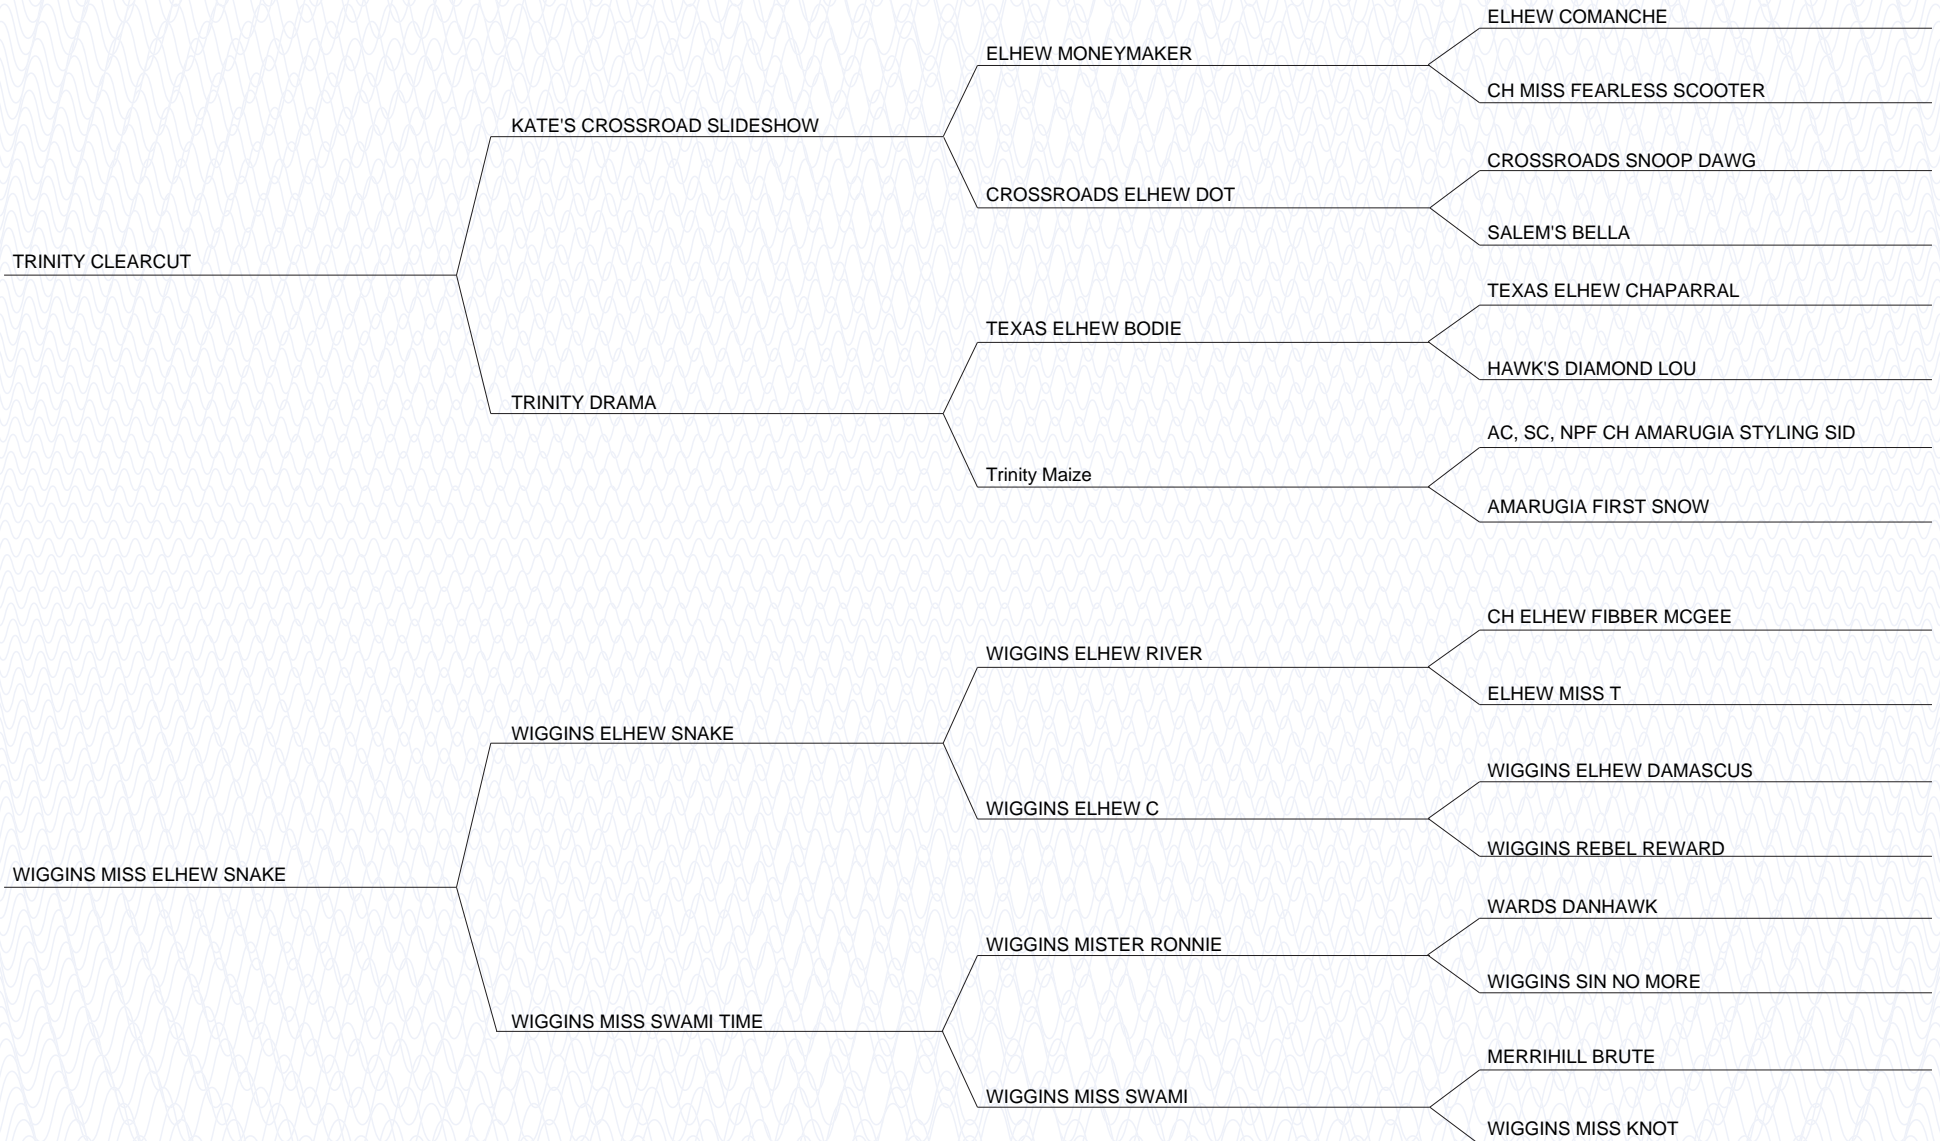 ELHEW COMANCHE
ELHEW MONEYMAKER
CH MISS FEARLESS SCOOTER
KATE'S CROSSROAD SLIDESHOW
CROSSROADS SNOOP DAWG
CROSSROADS ELHEW DOT
SALEM'S BELLA
TRINITY CLEARCUT
TEXAS ELHEW CHAPARRAL
TEXAS ELHEW BODIE
HAWK'S DIAMOND LOU
TRINITY DRAMA
AC, SC, NPF CH AMARUGIA STYLING SID
Trinity Maize
AMARUGIA FIRST SNOW
CH ELHEW FIBBER MCGEE
WIGGINS ELHEW RIVER
ELHEW MISS T
WIGGINS ELHEW SNAKE
WIGGINS ELHEW DAMASCUS
WIGGINS ELHEW C
WIGGINS REBEL REWARD
WIGGINS MISS ELHEW SNAKE
WARDS DANHAWK
WIGGINS MISTER RONNIE
WIGGINS SIN NO MORE
WIGGINS MISS SWAMI TIME
MERRIHILL BRUTE
WIGGINS MISS SWAMI
WIGGINS MISS KNOT